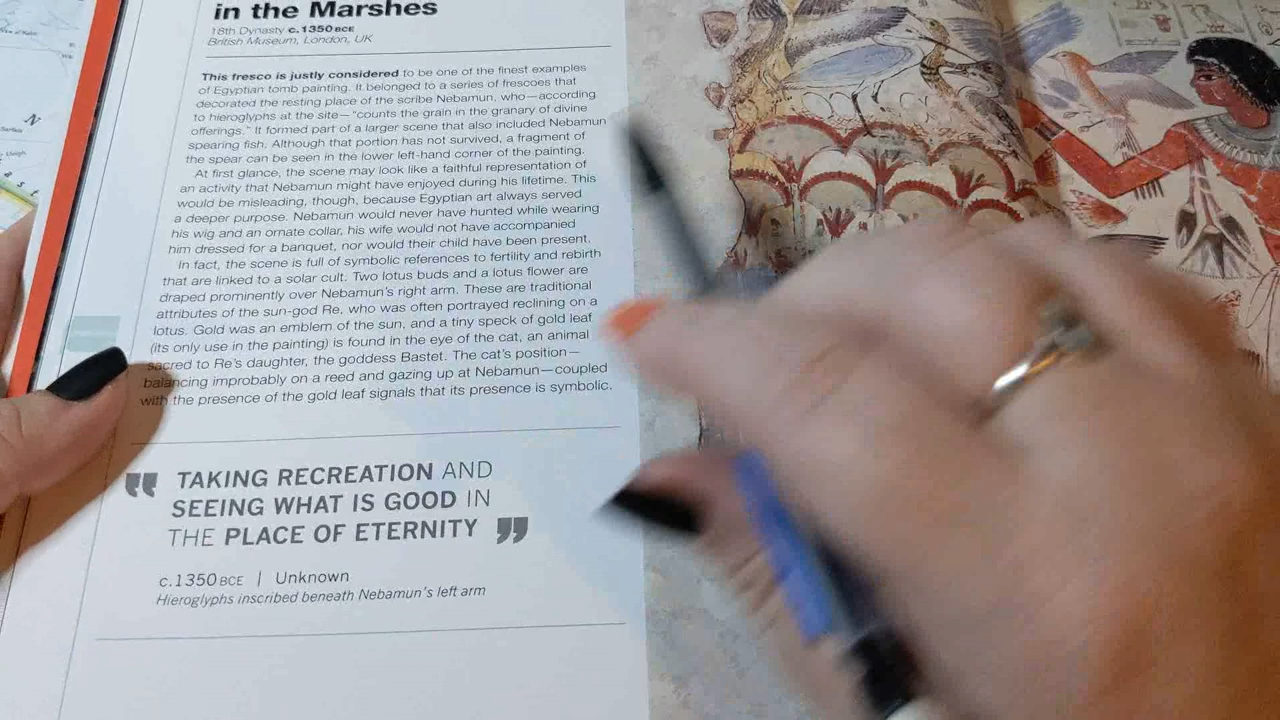 in the Marshes
18th Dynasty c.1350 BCE
British Museum, London, UK
This fresco is justly considered to be one of the finest examples
of Egyptian tomb painting. It belonged to a series of frescoes that
decorated the resting place of the scribe Nebamun, who—according
to hieroglyphs at the site—"counts the grain in the granary of divine
offerings." It formed part of a larger scene that also included Nebamun
spearing fish. Although that portion has not survived, a fragment of
the spear can be seen in the lower left-hand corner of the painting.
At first glance, the scene may look like a faithful representation of
an activity that Nebamun might have enjoyed during his lifetime. This
would be misleading, though, because Egyptian art always served
a deeper purpose. Nebamun would never have hunted while wearing
his wig and an ornate collar, his wife would not have accompanied
him dressed for a banquet, nor would their child have been present.
In fact, the scene is full of symbolic references to fertility and rebirth
that are linked to a solar cult. Two lotus buds and a lotus flower are
draped prominently over Nebamun's right arm. These are traditional
attributes of the sun-god Re, who was often portrayed reclining on a
lotus. Gold was an emblem of the sun, and a tiny speck of gold leaf
(its only use in the painting) is found in the eye of the cat, an animal
sacred to Re's daughter, the goddess Bastet. The cat's position—
balancing improbably on a reed and gazing up at Nebamun—coupled
with the presence of the gold leaf signals that its presence is symbolic.
" TAKING RECREATION AND
SEEING WHAT IS GOOD IN
THE PLACE OF ETERNITY "
c.1350 BCE | Unknown
Hieroglyphs inscribed beneath Nebamun's left arm